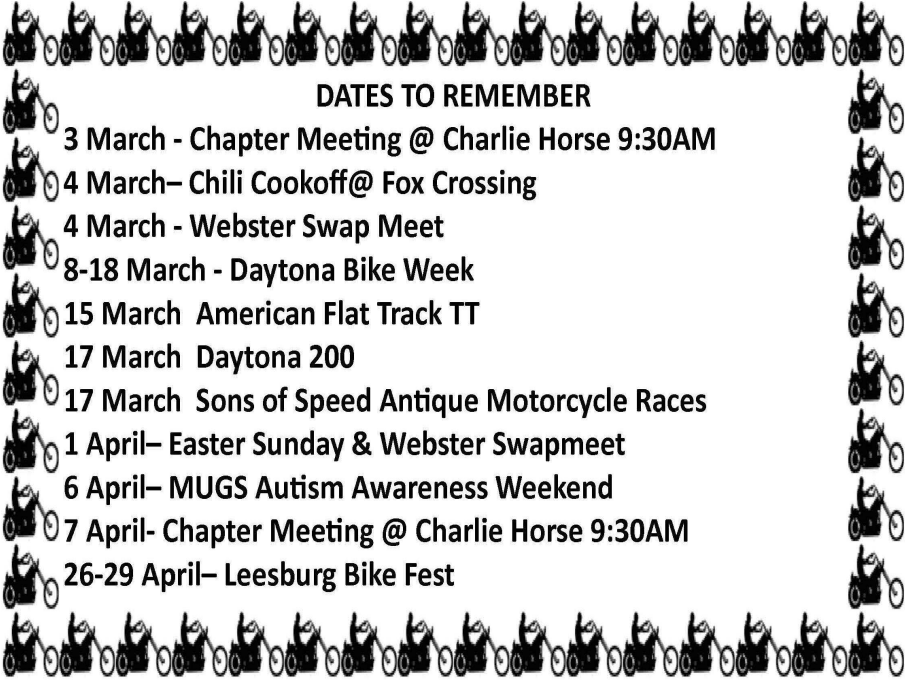 DATES TO REMEMBER
3 March - Chapter Meeting @ Charlie Horse 9:30AM
4 March– Chili Cookoff@ Fox Crossing
4 March - Webster Swap Meet
8-18 March - Daytona Bike Week
15 March  American Flat Track TT
17 March  Daytona 200
17 March  Sons of Speed Antique Motorcycle Races
1 April– Easter Sunday & Webster Swapmeet
6 April– MUGS Autism Awareness Weekend
7 April- Chapter Meeting @ Charlie Horse 9:30AM
26-29 April– Leesburg Bike Fest